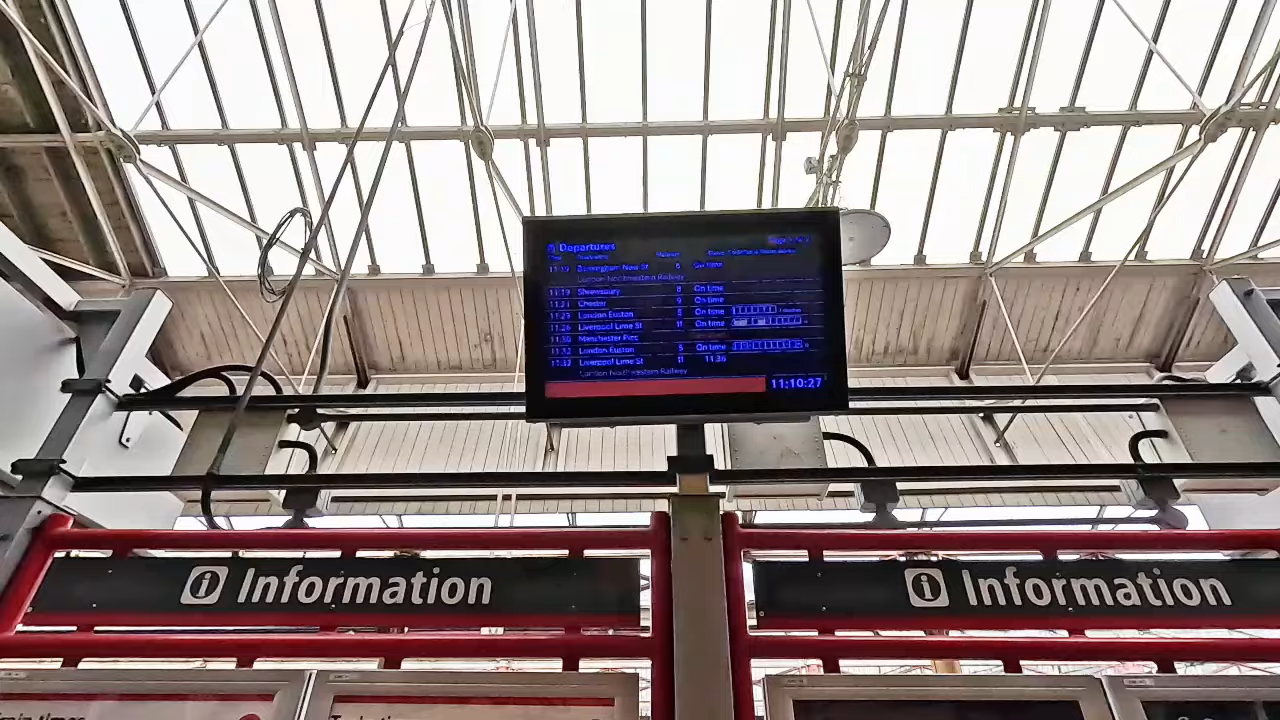 Departures
11:19 Birmingham New St 5 On time
London Northwestern Railway
11:19 Shrewsbury 8 On time
11:21 Chester 9 On time
11:23 London Euston 5 On time
11:26 Liverpool Lime St 11 On time
11:30 Manchester Picc
11:32 London Euston 5 On time
11:33 Liverpool Lime St 11 11:36
London Northwestern Railway
11:10:27
i Information
i Information